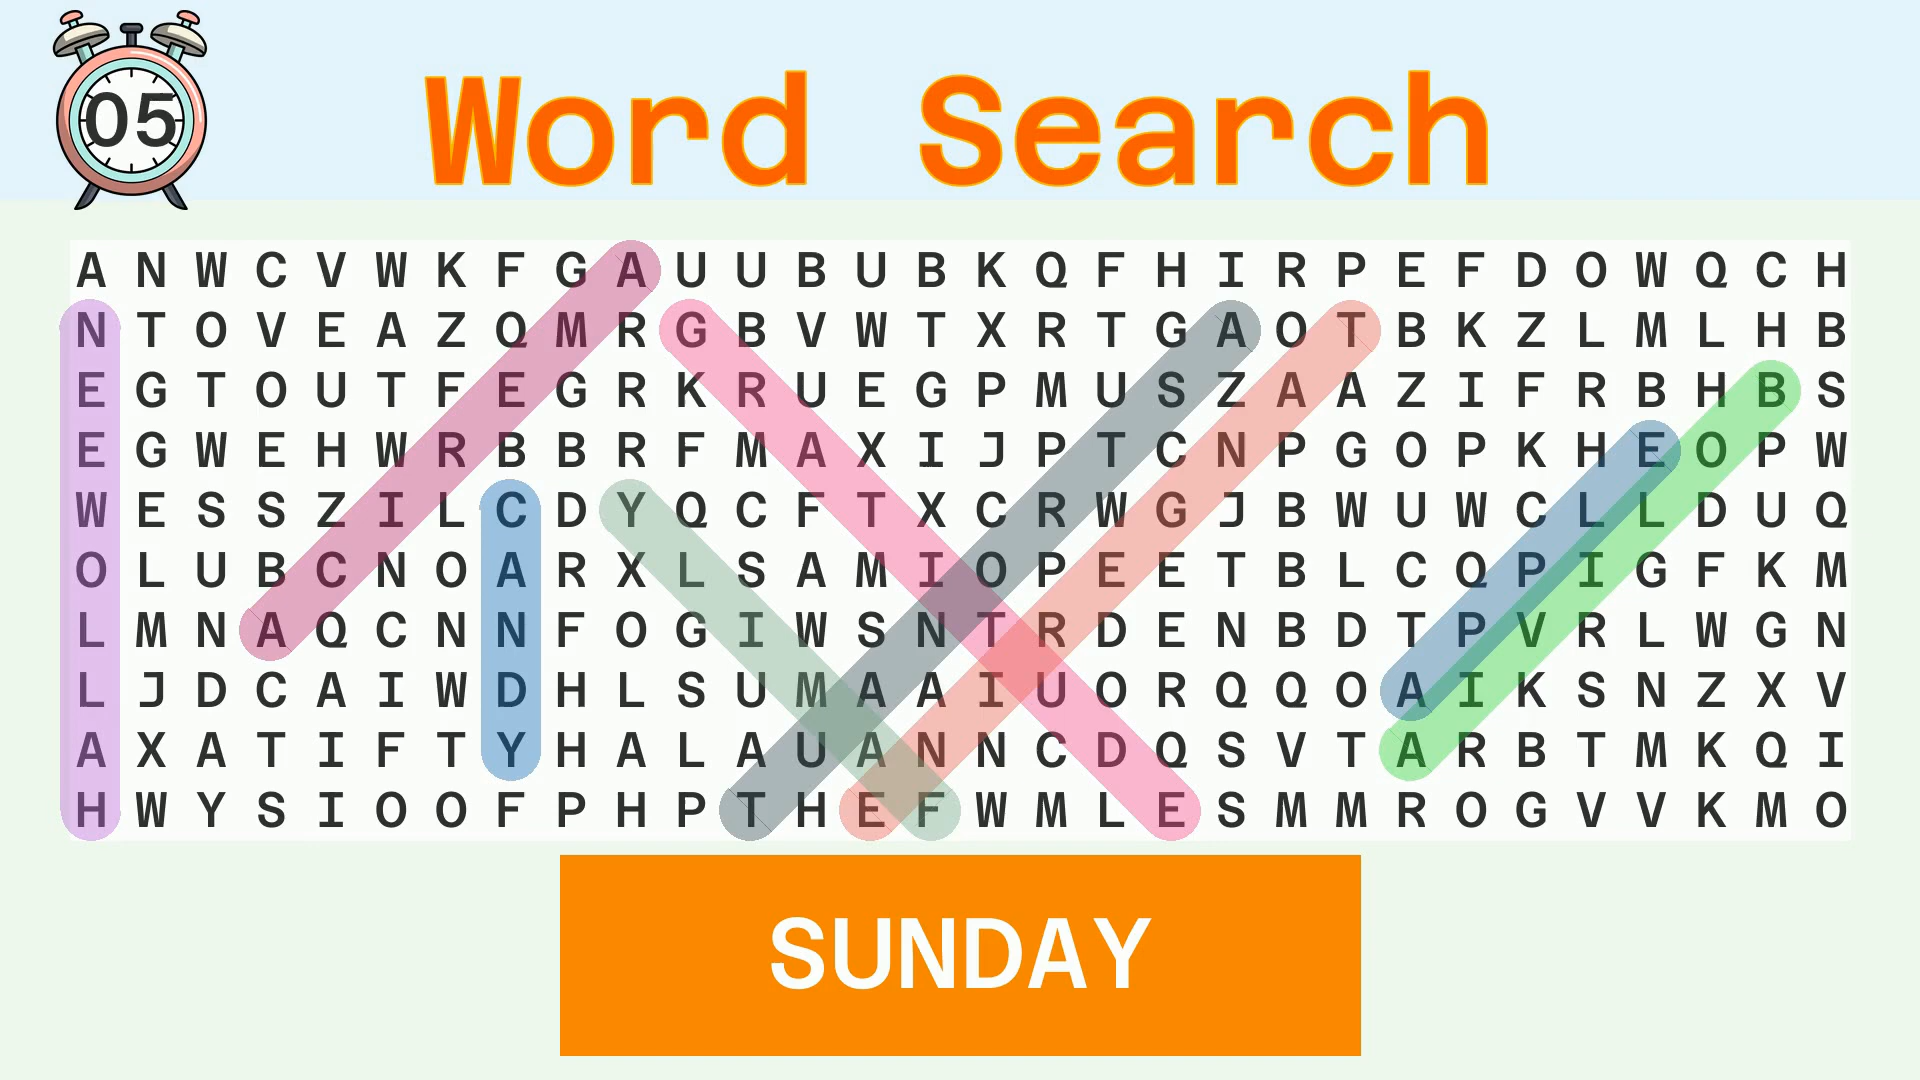 05
Word Search
A N W C V W K F G A U U B U B K Q F H I R P E F D O W Q C H
N T O V E A Z Q M R G B V W T X R T G A O T B K Z L M L H B
E G T O U T F E G R K R U E G P M U S Z A A Z I F R B H B S
E G W E H W R B B R F M A X I J P T C N P G O P K H E O P W
W E S S Z I L C D Y Q C F T X C R W G J B W U W C L L D U Q
O L U B C N O A R X L S A M I O P E E T B L C Q P I G F K M
L M N A Q C N N F O G I W S N T R D E N B D T P V R L W G N
L J D C A I W D H L S U M A A I U O R Q Q O A I K S N Z X V
A X A T I F T Y H A L A U A N N C D Q S V T A R B T M K Q I
H W Y S I O O F P H P T H E F W M L E S M M R O G V V K M O
SUNDAY